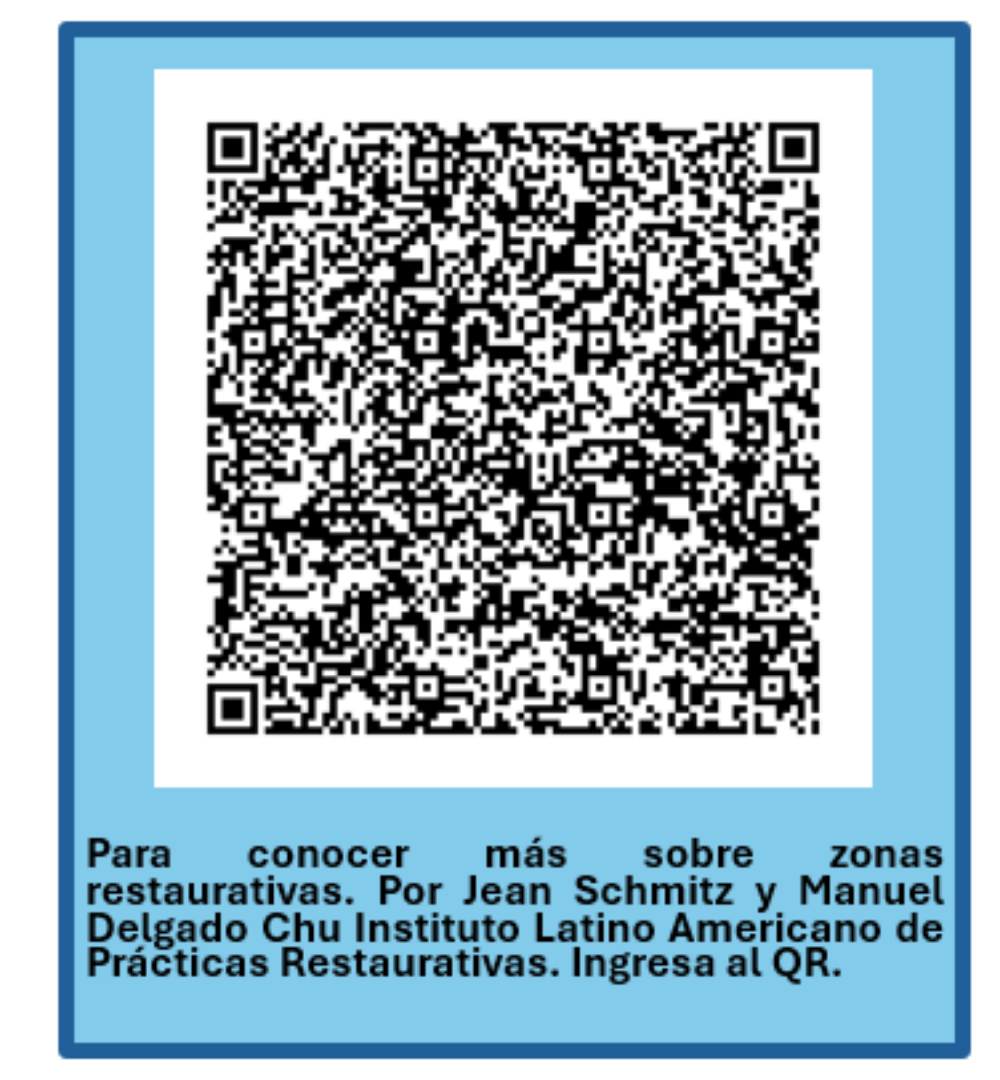 Para conocer más sobre zonas
restaurativas. Por Jean Schmitz y Manuel
Delgado Chu Instituto Latino Americano de
Prácticas Restaurativas. Ingresa al QR.